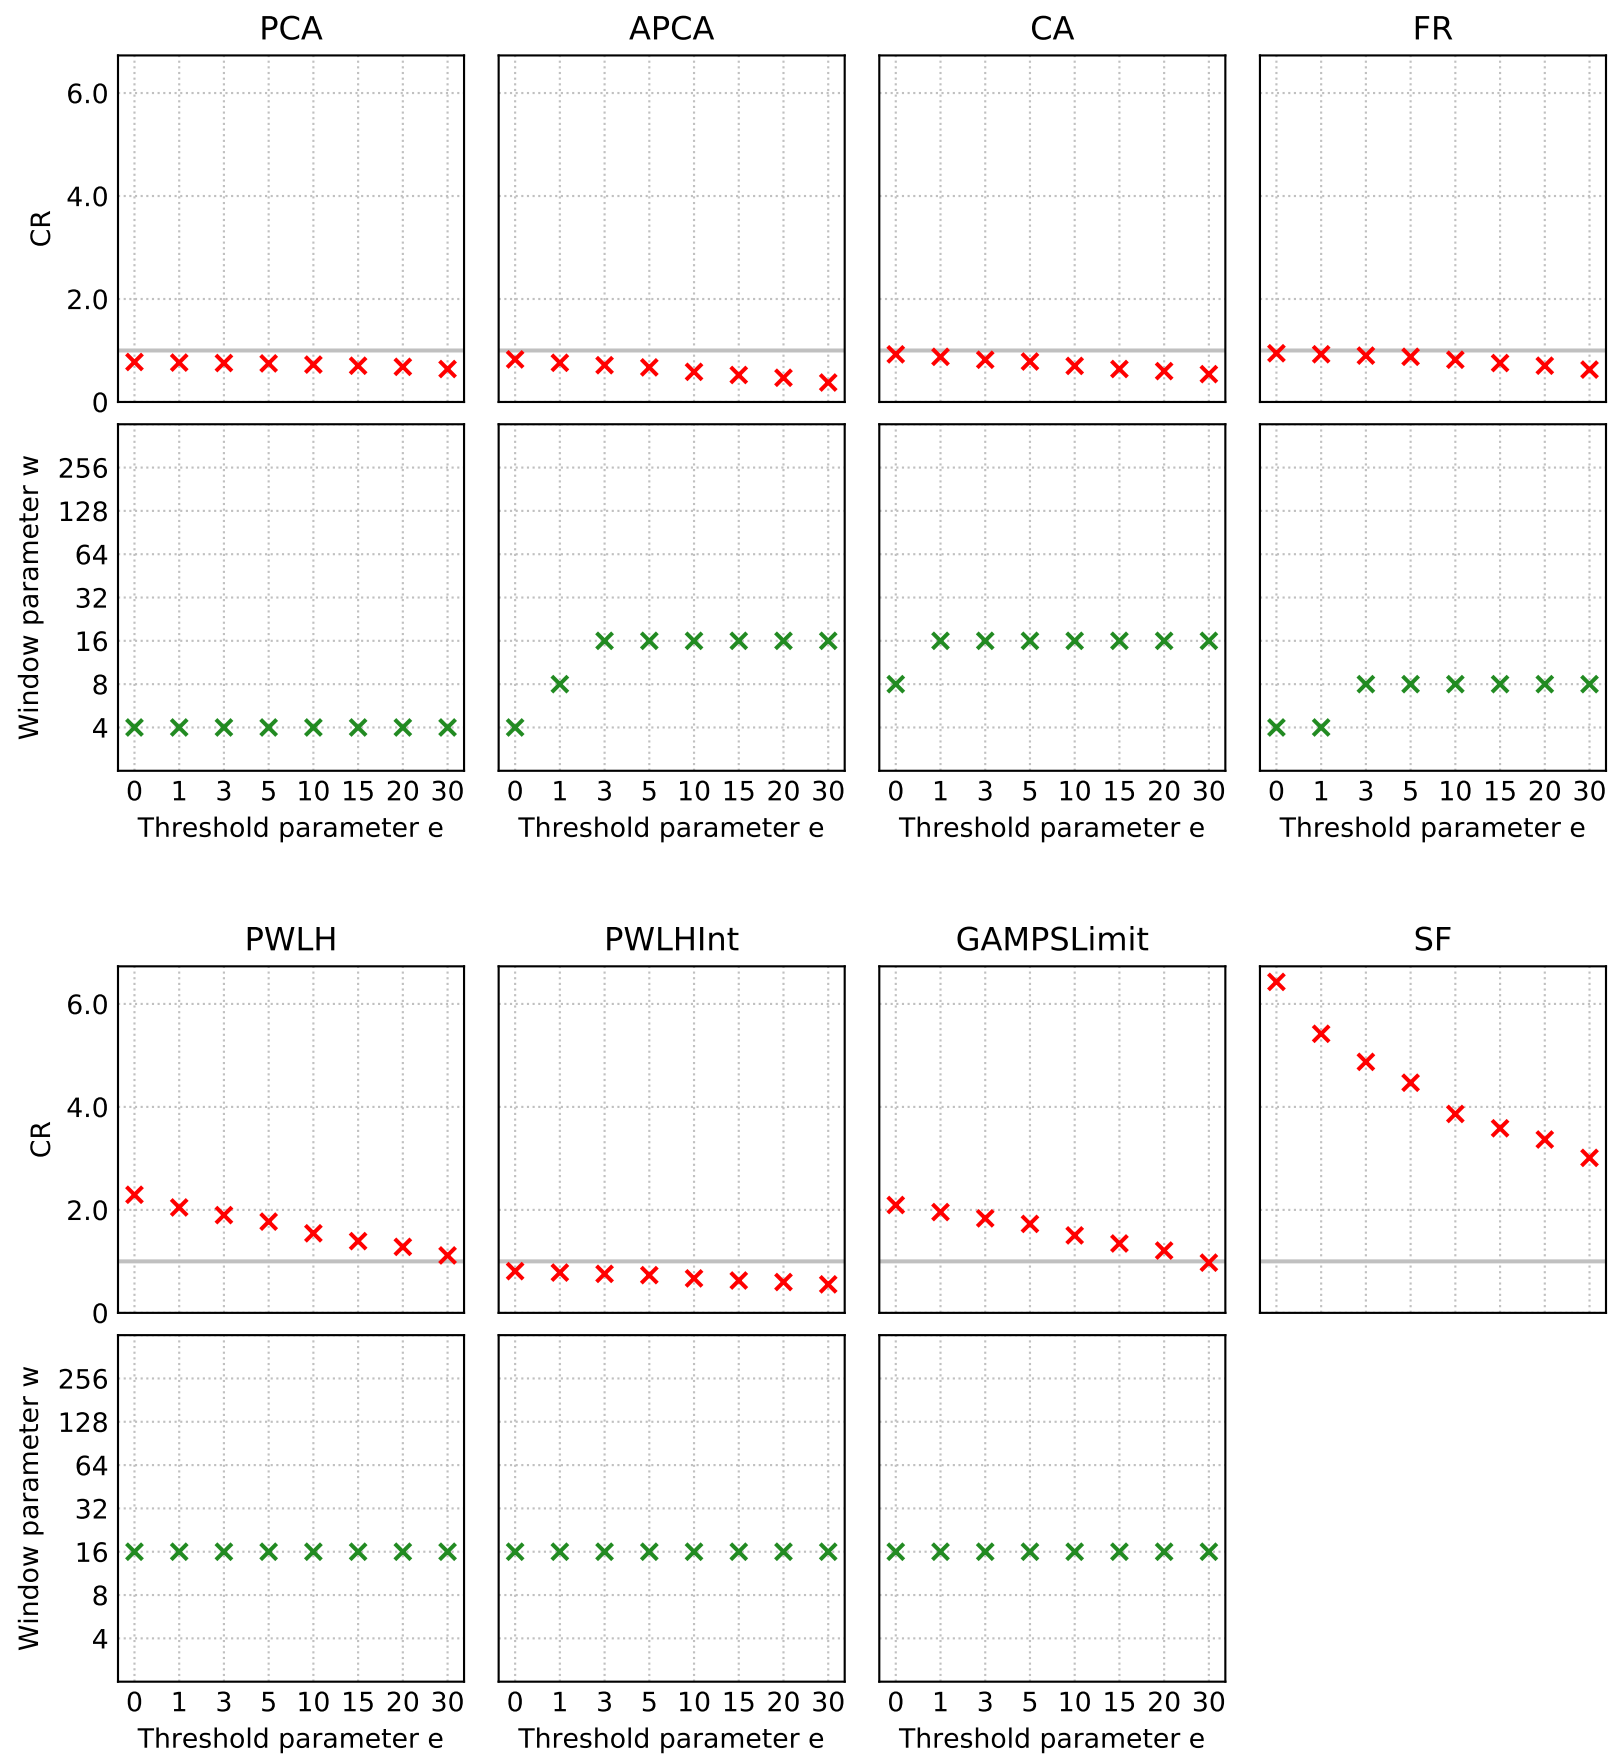 PCA APCA CA FR
6.0
4.0
CR
2.0
0
256
128
64
Window parameter w
32
16
8
4
0 1 3 5 10 15 20 30 0 1 3 5 10 15 20 30 0 1 3 5 10 15 20 30 0 1 3 5 10 15 20 30
Threshold parameter e Threshold parameter e Threshold parameter e Threshold parameter e
PWLH PWLHInt GAMPSLimit SF
6.0
4.0
CR
2.0
0
256
128
64
Window parameter w
32
16
8
4
0 1 3 5 10 15 20 30 0 1 3 5 10 15 20 30 0 1 3 5 10 15 20 30
Threshold parameter e Threshold parameter e Threshold parameter e